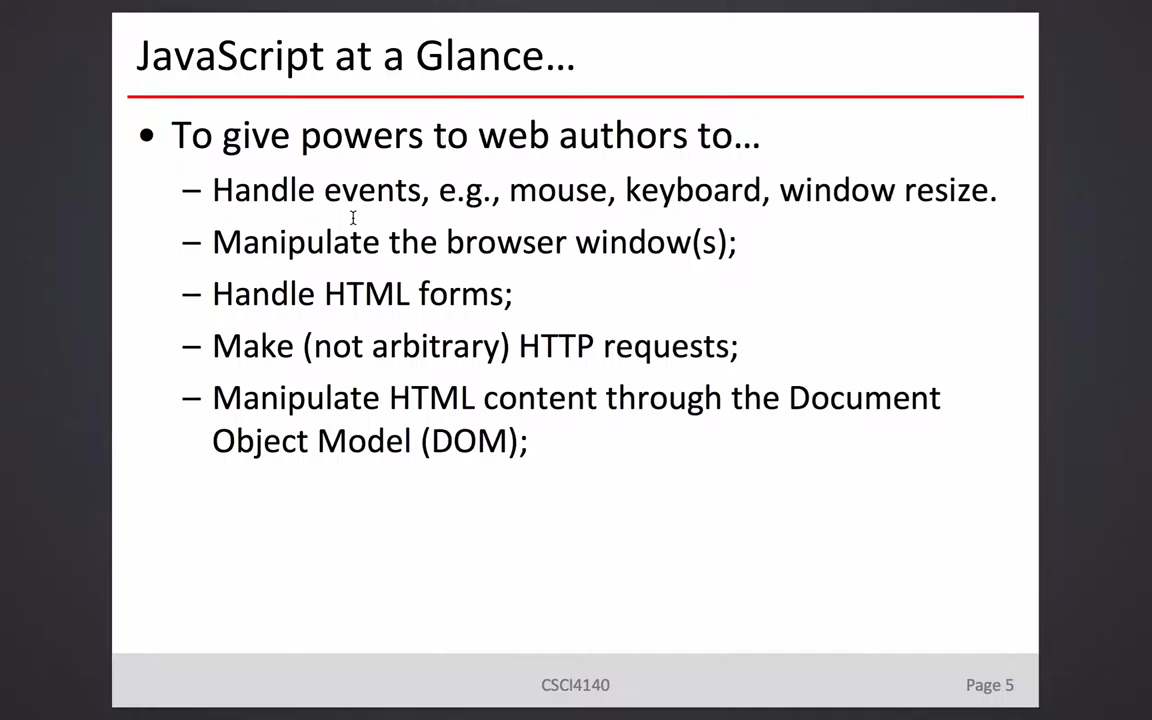 JavaScript at a Glance…
• To give powers to web authors to…
– Handle events, e.g., mouse, keyboard, window resize.
– Manipulate the browser window(s);
– Handle HTML forms;
– Make (not arbitrary) HTTP requests;
– Manipulate HTML content through the Document
Object Model (DOM);
CSCI4140
Page 5